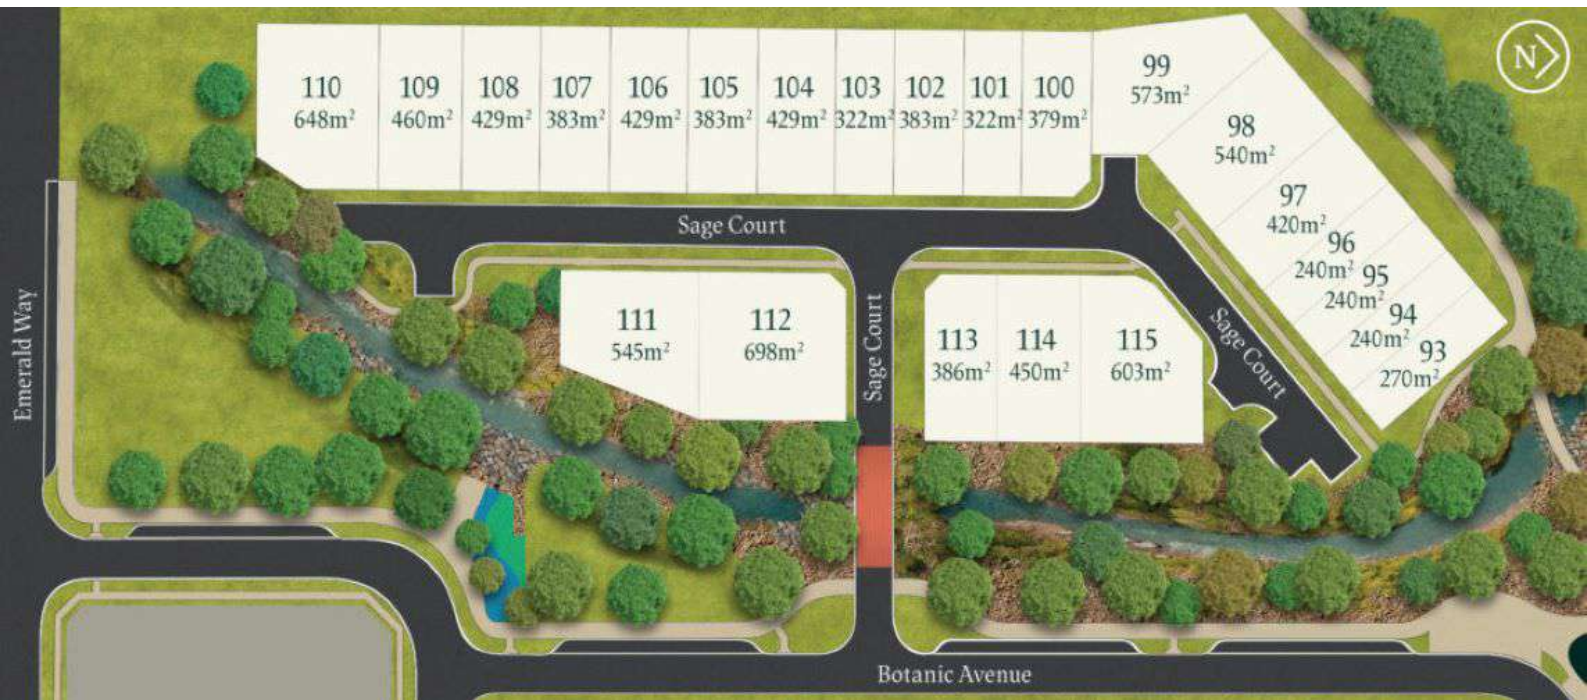 N
110
648m²
109
460m²
108
429m²
107
383m²
106
429m²
105
383m²
104
429m²
103
322m²
102
383m²
101
322m²
100
379m²
99
573m²
98
540m²
97
420m²
96
240m²
95
240m²
94
240m²
93
270m²
Sage Court
111
545m²
112
698m²
Sage Court
113
386m²
114
450m²
115
603m²
Sage Court
Emerald Way
Botanic Avenue